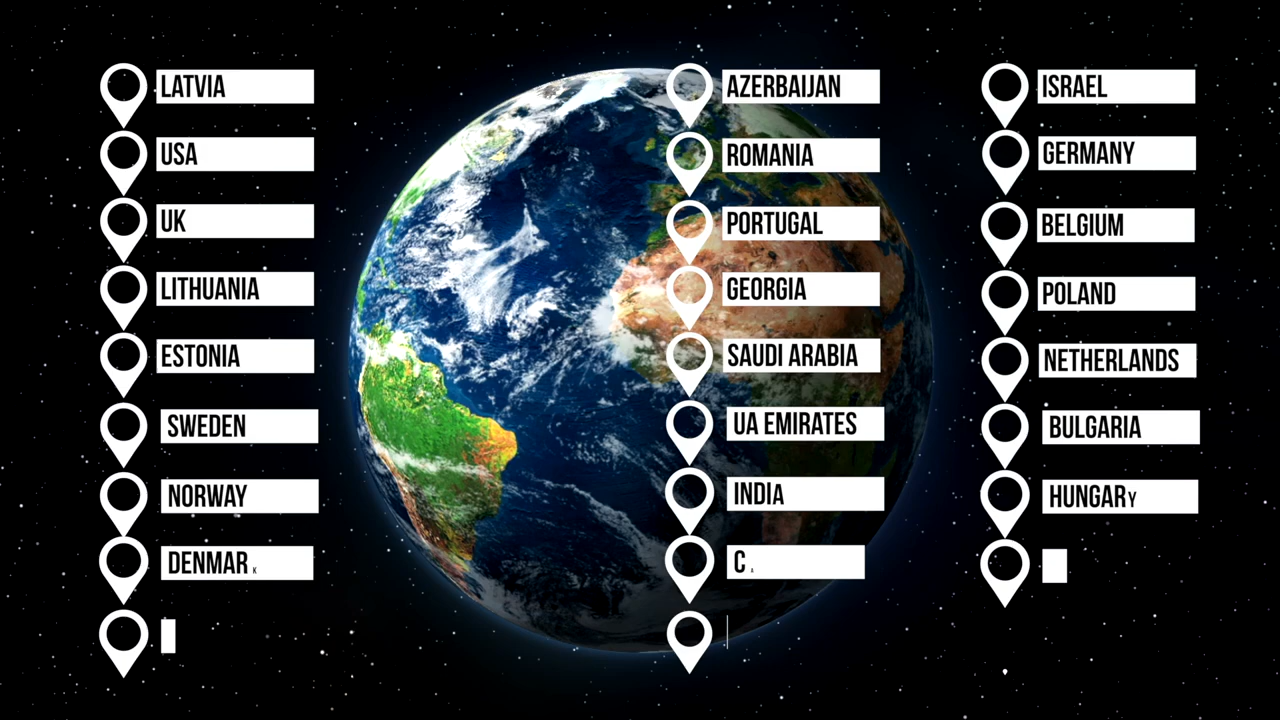 LATVIA
USA
UK
LITHUANIA
ESTONIA
SWEDEN
NORWAY
DENMARK
AZERBAIJAN
ROMANIA
PORTUGAL
GEORGIA
SAUDI ARABIA
UA EMIRATES
INDIA
CA
ISRAEL
GERMANY
BELGIUM
POLAND
NETHERLANDS
BULGARIA
HUNGARY